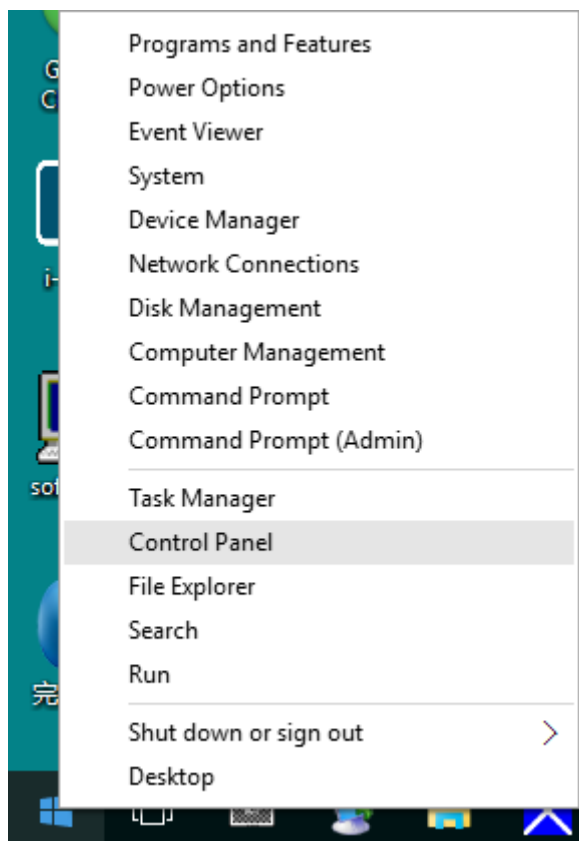 Programs and Features
Power Options
Event Viewer
System
Device Manager
Network Connections
Disk Management
Computer Management
Command Prompt
Command Prompt (Admin)
Task Manager
Control Panel
File Explorer
Search
Run
Shut down or sign out
Desktop